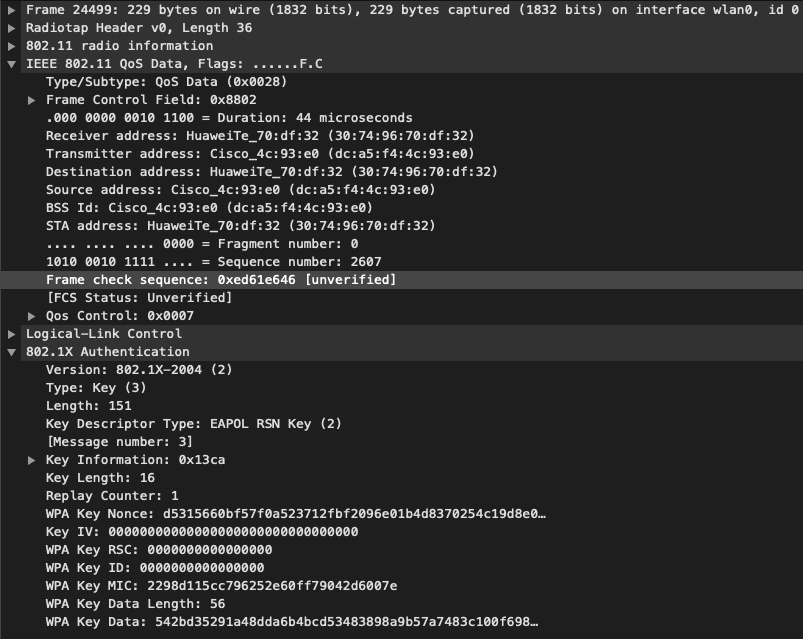 Frame 24499: 229 bytes on wire (1832 bits), 229 bytes captured (1832 bits) on interface wlan0, id 0
Radiotap Header v0, Length 36
802.11 radio information
IEEE 802.11 QoS Data, Flags: ......F.C
Type/Subtype: QoS Data (0x0028)
Frame Control Field: 0x8802
.000 0000 0010 1100 = Duration: 44 microseconds
Receiver address: HuaweiTe_70:df:32 (30:74:96:70:df:32)
Transmitter address: Cisco_4c:93:e0 (dc:a5:f4:4c:93:e0)
Destination address: HuaweiTe_70:df:32 (30:74:96:70:df:32)
Source address: Cisco_4c:93:e0 (dc:a5:f4:4c:93:e0)
BSS Id: Cisco_4c:93:e0 (dc:a5:f4:4c:93:e0)
STA address: HuaweiTe_70:df:32 (30:74:96:70:df:32)
.... .... .... 0000 = Fragment number: 0
1010 0010 1111 .... = Sequence number: 2607
Frame check sequence: 0xed61e646 [unverified]
[FCS Status: Unverified]
Qos Control: 0x0007
Logical-Link Control
802.1X Authentication
Version: 802.1X-2004 (2)
Type: Key (3)
Length: 151
Key Descriptor Type: EAPOL RSN Key (2)
[Message number: 3]
Key Information: 0x13ca
Key Length: 16
Replay Counter: 1
WPA Key Nonce: d5315660bf57f0a523712fbf2096e01b4d8370254c19d8e0…
Key IV: 00000000000000000000000000000000
WPA Key RSC: 0000000000000000
WPA Key ID: 0000000000000000
WPA Key MIC: 2298d115cc796252e60ff79042d6007e
WPA Key Data Length: 56
WPA Key Data: 542bd35291a48dda6b4bcd53483898a9b57a7483c100f698…